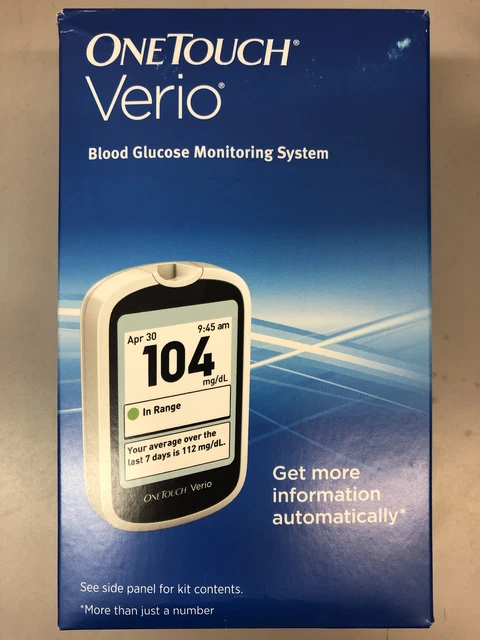 ONETOUCH®
Verio®
Blood Glucose Monitoring System
Apr 30 9:45 am
104
mg/dL
In Range
Your average over the
last 7 days is 112 mg/dL.
ONETOUCH Verio
Get more
information
automatically*
See side panel for kit contents.
*More than just a number